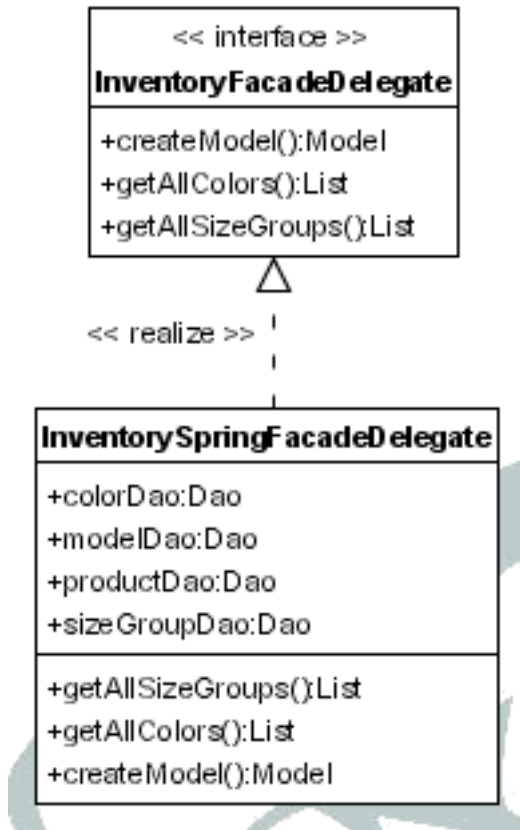 << interface >>
InventoryFacadeDelegate
+createModel():Model
+getAllColors():List
+getAllSizeGroups():List
<< realize >>
InventorySpringFacadeDelegate
+colorDao:Dao
+modelDao:Dao
+productDao:Dao
+sizeGroupDao:Dao
+getAllSizeGroups():List
+getAllColors():List
+createModel():Model